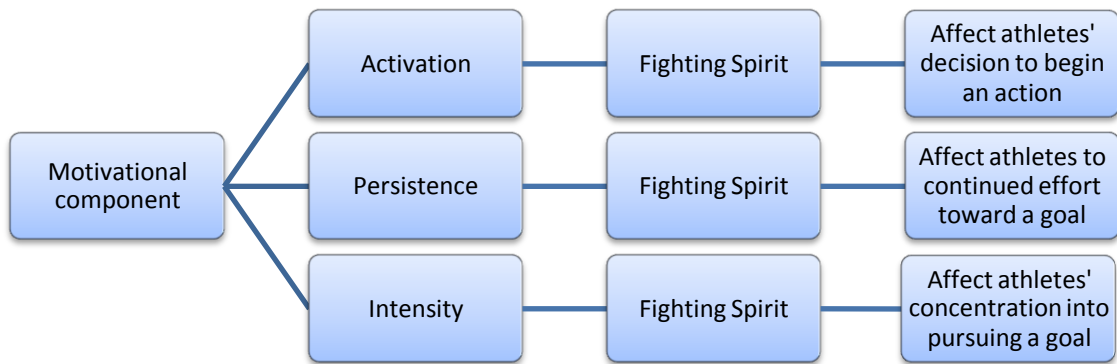 Activation
Fighting Spirit
Affect athletes'
decision to begin
an action
Motivational
component
Persistence
Fighting Spirit
Affect athletes to
continued effort
toward a goal
Intensity
Fighting Spirit
Affect athletes'
concentration into
pursuing a goal